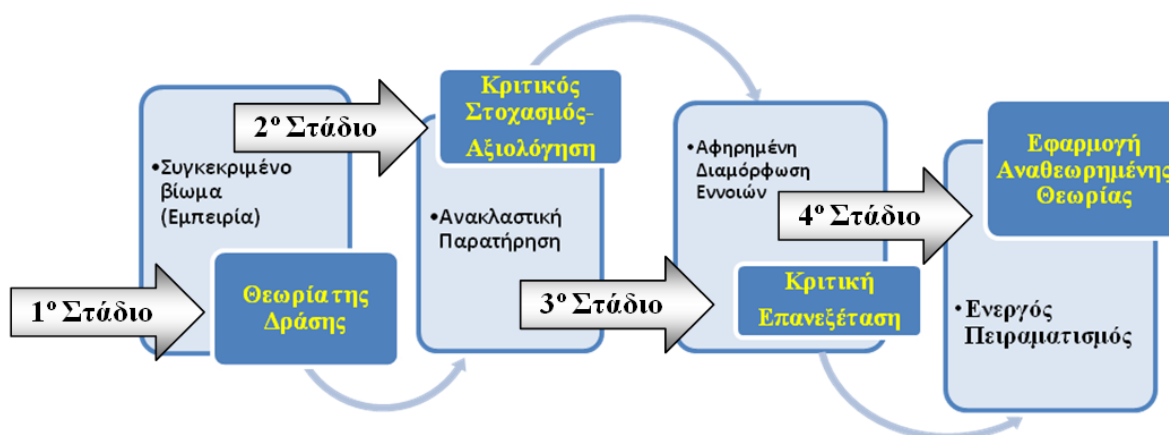 1ο Στάδιο
•Συγκεκριμένο
βίωμα
(Εμπειρία)
Θεωρία της
Δράσης
2ο Στάδιο
Κριτικός
Στοχασμός-
Αξιολόγηση
•Ανακλαστική
Παρατήρηση
3ο Στάδιο
•Αφηρημένη
Διαμόρφωση
Εννοιών
Κριτική
Επανεξέταση
4ο Στάδιο
Εφαρμογή
Αναθεωρημένης
Θεωρίας
•Ενεργός
Πειραματισμός